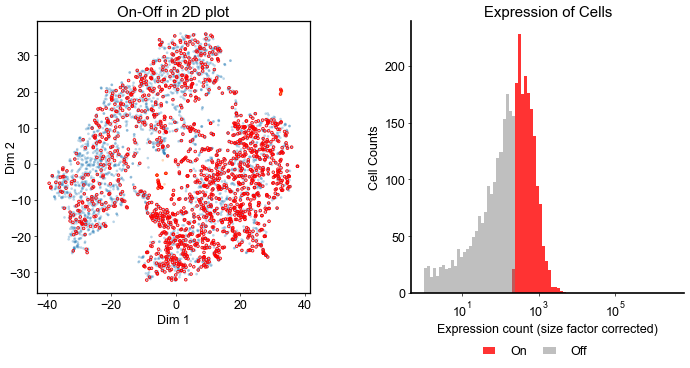 On-Off in 2D plot
Dim 2
30
20
10
0
−10
−20
−30
−40
−20
0
20
40
Dim 1
Expression of Cells
Cell Counts
200
150
100
50
0
10^1
10^3
10^5
Expression count (size factor corrected)
On
Off